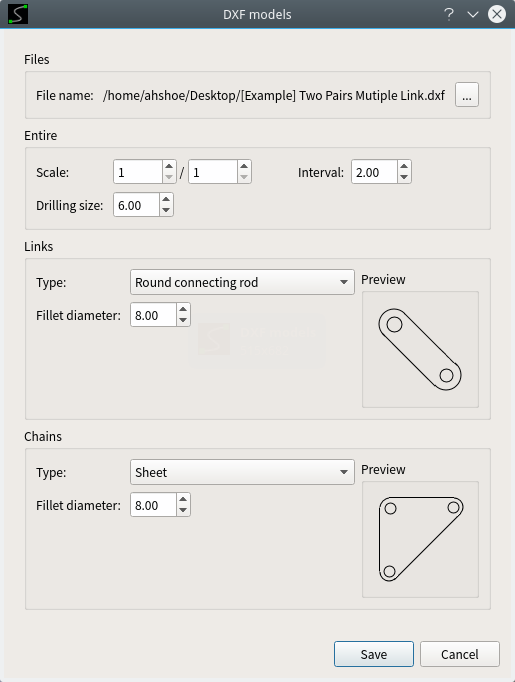 DXF models
Files
File name: /home/ahshoe/Desktop/[Example] Two Pairs Mutiple Link.dxf ...
Entire
Scale: 1 / 1 Interval: 2.00
Drilling size: 6.00
Links
Type: Round connecting rod Preview
Fillet diameter: 8.00
Chains
Type: Sheet Preview
Fillet diameter: 8.00
Save Cancel